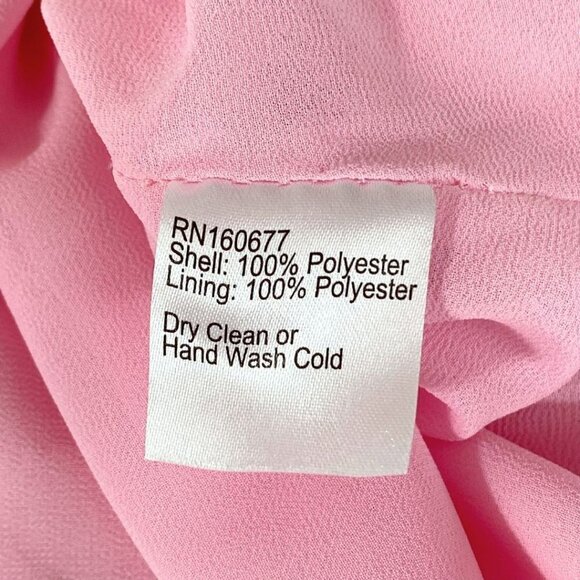 RN160677
Shell: 100% Polyester
Lining: 100% Polyester
Dry Clean or
Hand Wash Cold